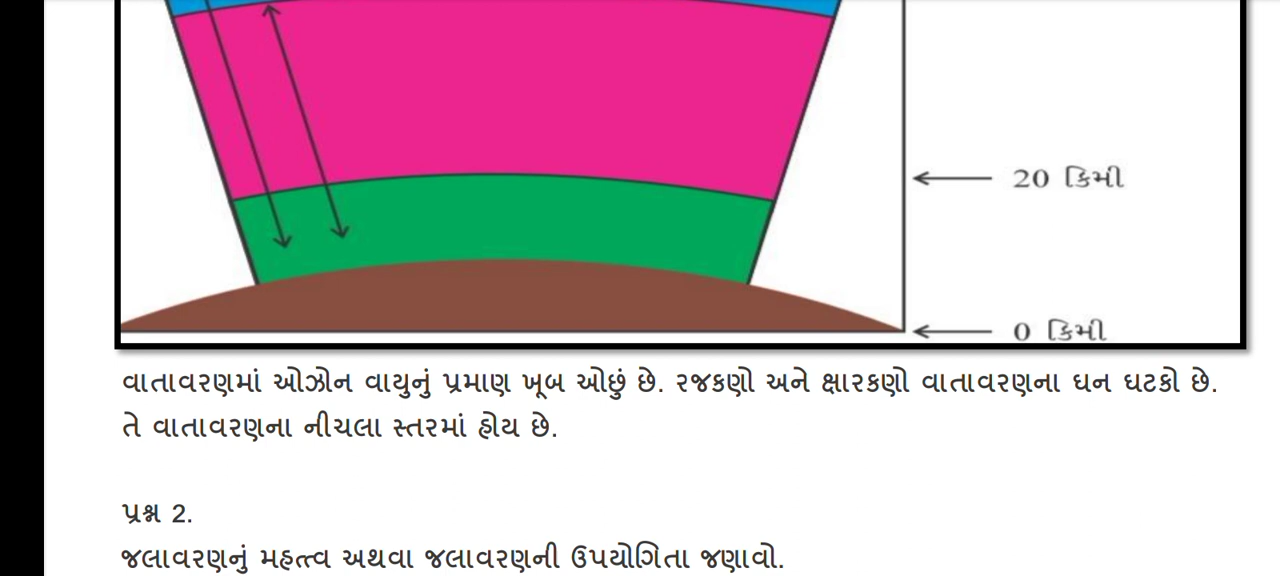 20 કિમી
0 કિમી
વાતાવરણમાં ઓઝોન વાયુનું પ્રમાણ ખૂબ ઓછું છે. રજકણો અને ક્ષારકણો વાતાવરણના ઘન ઘટકો છે.
તે વાતાવરણના નીચલા સ્તરમાં હોય છે.
પ્રશ્ન 2.
જલાવરણનું મહત્ત્વ અથવા જલાવરણની ઉપયોગિતા જણાવો.